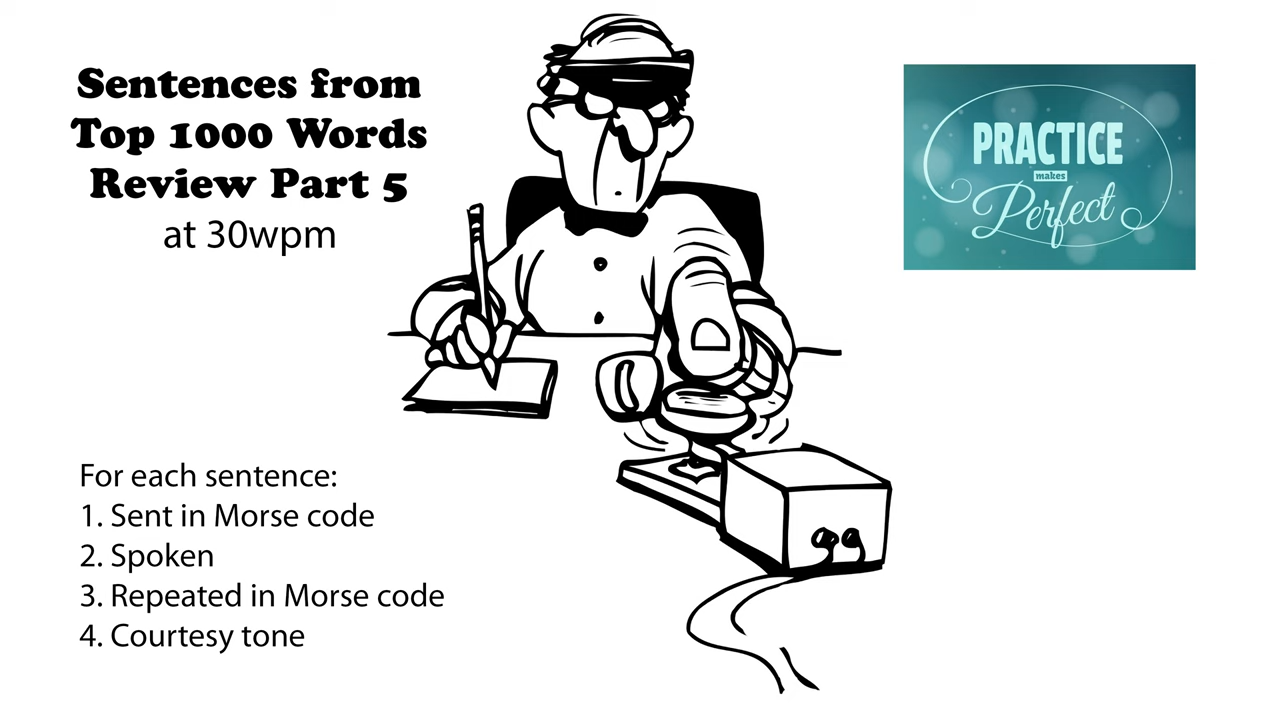 Sentences from
Top 1000 Words
Review Part 5
at 30wpm
PRACTICE
makes
Perfect
For each sentence:
1. Sent in Morse code
2. Spoken
3. Repeated in Morse code
4. Courtesy tone